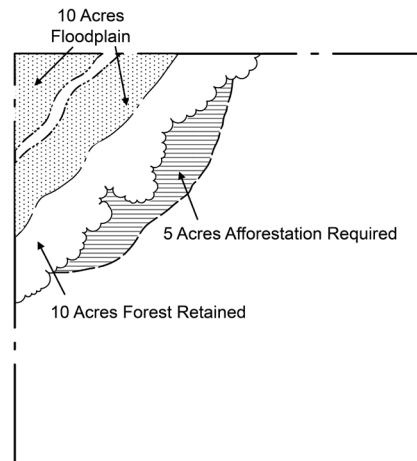 10 Acres
Floodplain
5 Acres Afforestation Required
10 Acres Forest Retained